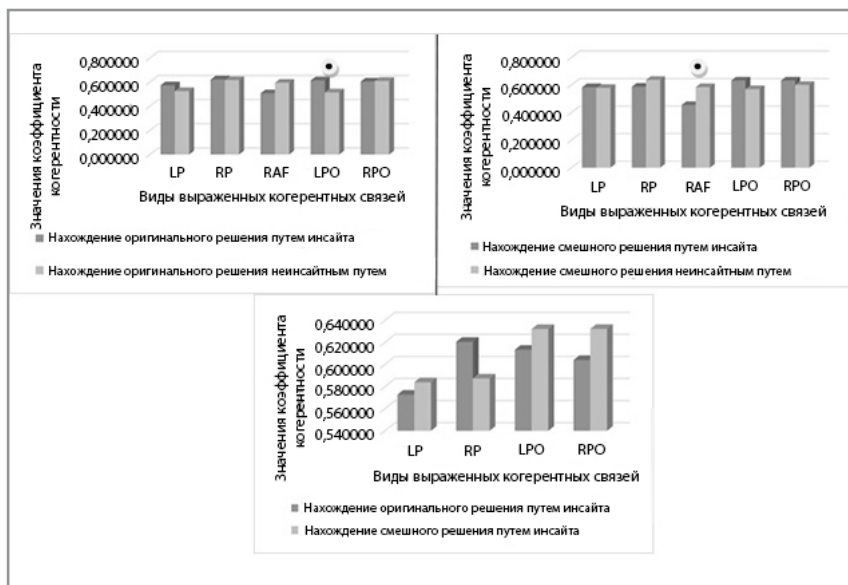 Значения коэффициента
когерентности
0,800000
0,600000
0,400000
0,200000
0,000000
LP RP RAF LPO RPO
Виды выраженных когерентных связей
Нахождение оригинального решения путем инсайта
Нахождение оригинального решения неинсайтным путем
Значения коэффициента
когерентности
0,800000
0,600000
0,400000
0,200000
0,000000
LP RP RAF LPO RPO
Виды выраженных когерентных связей
Нахождение смешного решения путем инсайта
Нахождение смешного решения неинсайтным путем
Значения коэффициента
когерентности
0,640000
0,620000
0,600000
0,580000
0,560000
0,540000
LP RP LPO RPO
Виды выраженных когерентных связей
Нахождение оригинального решения путем инсайта
Нахождение смешного решения путем инсайта